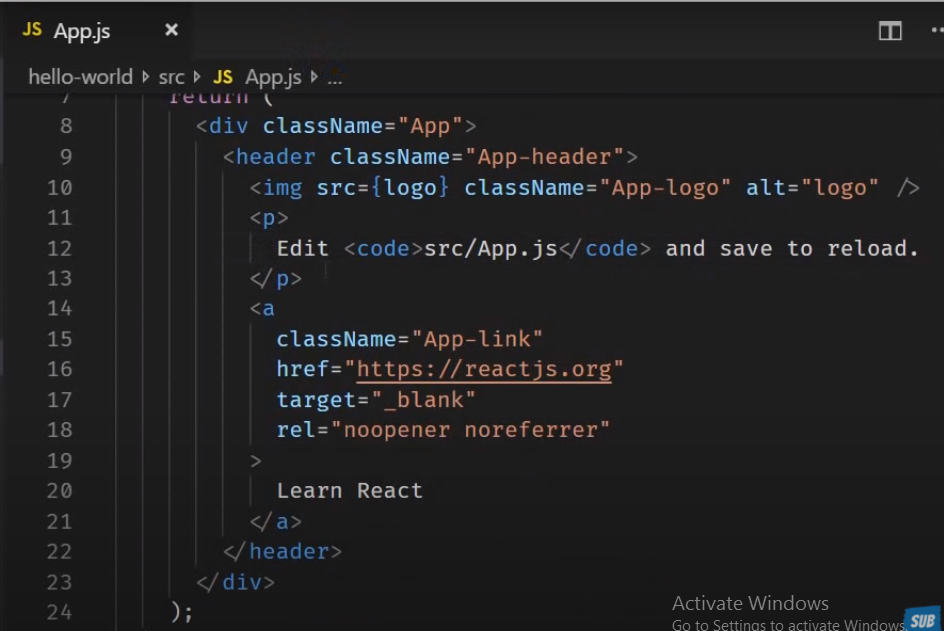 JS App.js ×
hello-world src JS App.js ...
7 return (
8 <div className="App">
9 <header className="App-header">
10 <img src={logo} className="App-logo" alt="logo" />
11 <p>
12 Edit <code>src/App.js</code> and save to reload.
13 </p>
14 <a
15 className="App-link"
16 href="https://reactjs.org"
17 target="_blank"
18 rel="noopener noreferrer"
19 >
20 Learn React
21 </a>
22 </header>
23 </div>
24 );
Activate Windows
Go to Settings to activate Windows.
SUB